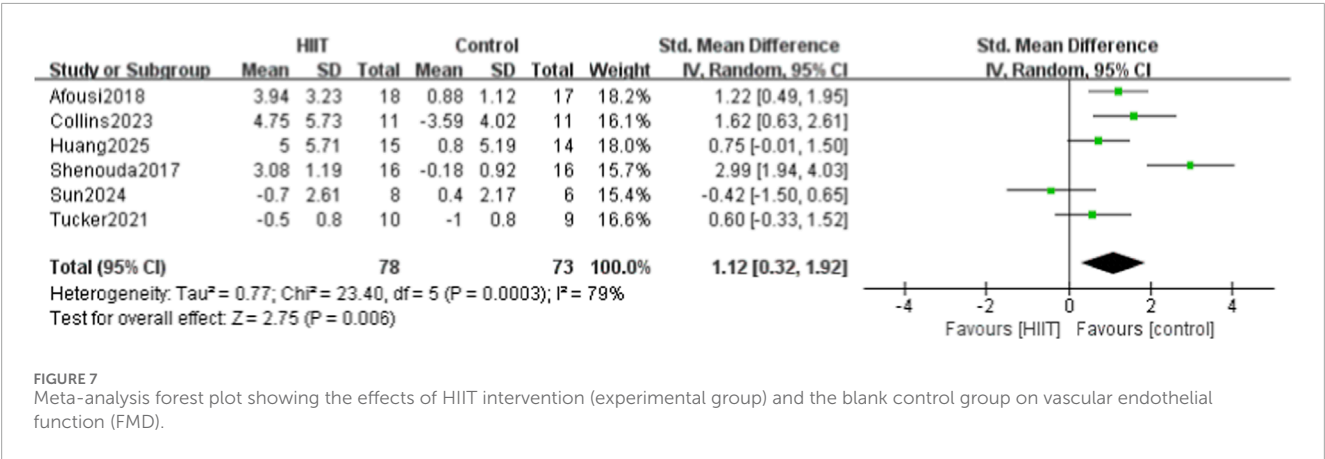 HIIT Control Std. Mean Difference Std. Mean Difference
Study or Subgroup Mean SD Total Mean SD Total Weight IV, Random, 95% CI IV, Random, 95% CI
Afousi2018 3.94 3.23 18 0.88 1.12 17 18.2% 1.22 [0.49, 1.95]
Collins2023 4.75 5.73 11 -3.59 4.02 11 16.1% 1.62 [0.63, 2.61]
Huang2025 5 5.71 15 0.8 5.19 14 18.0% 0.75 [-0.01, 1.50]
Shenouda2017 3.08 1.19 16 -0.18 0.92 16 15.7% 2.99 [1.94, 4.03]
Sun2024 -0.7 2.61 8 0.4 2.17 6 15.4% -0.42 [-1.50, 0.65]
Tucker2021 -0.5 0.8 10 -1 0.8 9 16.6% 0.60 [-0.33, 1.52]
Total (95% CI) 78 73 100.0% 1.12 [0.32, 1.92]
Heterogeneity: Tau² = 0.77; Chi² = 23.40, df = 5 (P = 0.0003); I² = 79%
Test for overall effect: Z = 2.75 (P = 0.006)
-4 -2 0 2 4
Favours [HIIT] Favours [control]
FIGURE 7
Meta-analysis forest plot showing the effects of HIIT intervention (experimental group) and the blank control group on vascular endothelial
function (FMD).